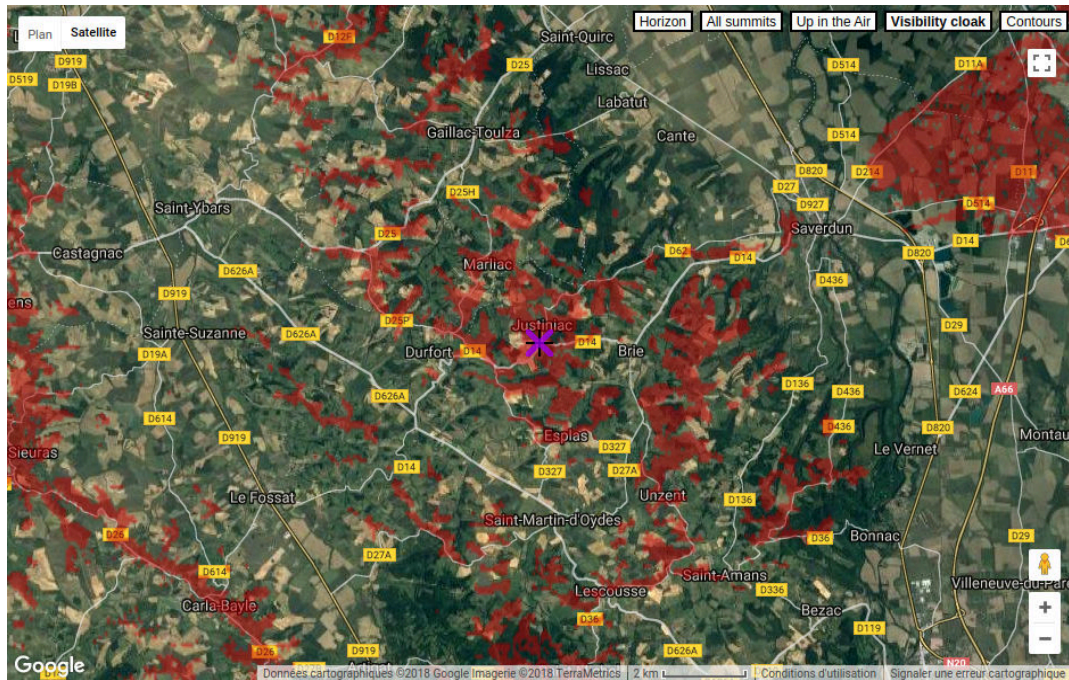 Plan
Satellite
Horizon
All summits
Up in the Air
Visibility cloak
Contours
D12F
Saint-Quirc
D919
D519
D19B
D25
Lissac
D514
D11A
Labatut
Gaillac-Toulza
Cante
D514
D820
D214
D11
D25H
D27
D927
Saint-Ybars
D514
Saverdun
D25
D14
Castagnac
D62
D14
D820
Marliac
D626A
D436
D919
ens
Sainte-Suzanne
D626A
D25P
Justiniac
D29
D19A
Durfort
D14
D14
Brie
D136
D436
D624
A66
D626A
D614
D436
D820
D919
Esplas
D327
Montau
Sieuras
Le Vernet
D14
D327
D27A
Le Fossat
Unzent
D136
Saint-Martin-d'Oydes
D26
D36
Bonnac
D29
D27A
D614
Saint-Amans
Villeneuve-du-Pare
Lescousse
D336
Carla-Bayle
D36
Bezac
D119
D26
D919
D626A
N20
Google
Données cartographiques ©2018 Google Imagerie ©2018 TerraMetrics
2 km
Conditions d'utilisation
Signaler une erreur cartographique